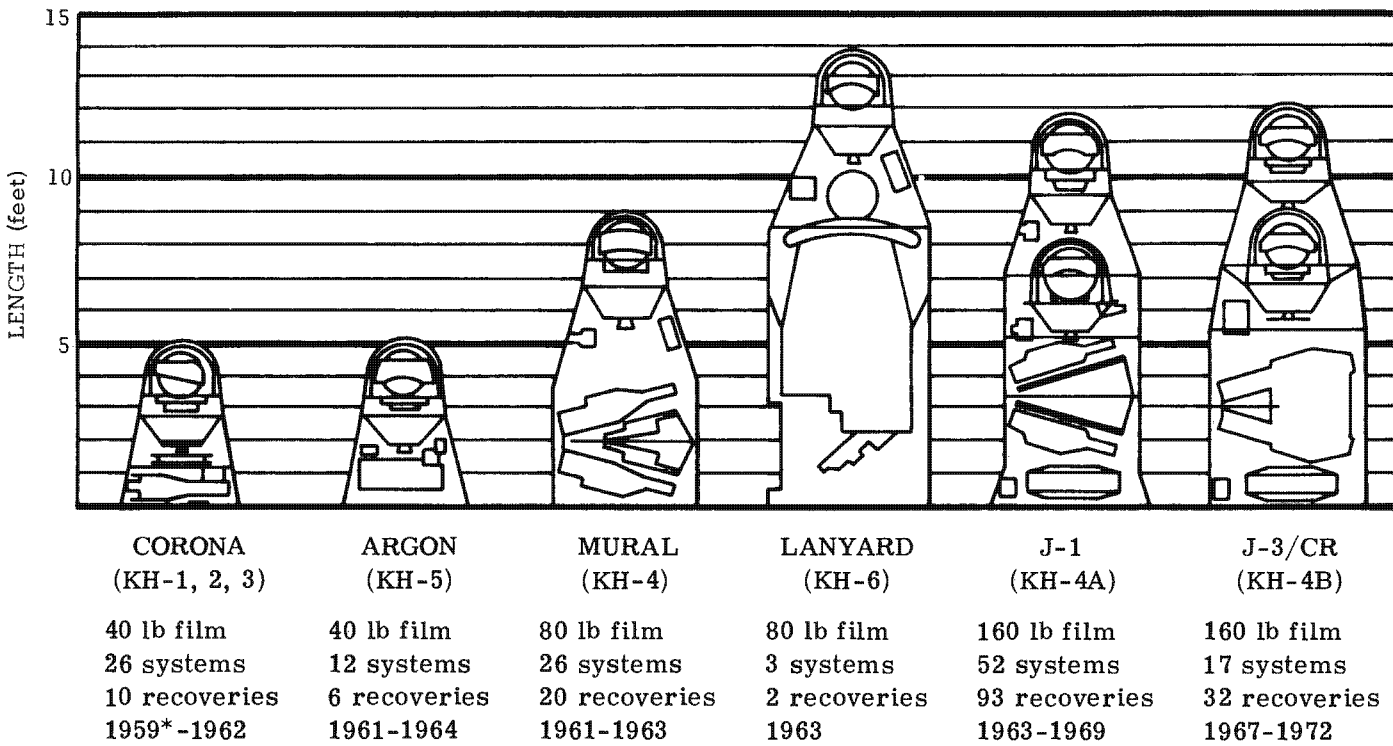 15
10
5
LENGTH (feet)
CORONA
(KH-1, 2, 3)
40 lb film
26 systems
10 recoveries
1959*-1962
ARGON
(KH-5)
40 lb film
12 systems
6 recoveries
1961-1964
MURAL
(KH-4)
80 lb film
26 systems
20 recoveries
1961-1963
LANYARD
(KH-6)
80 lb film
3 systems
2 recoveries
1963
J-1
(KH-4A)
160 lb film
52 systems
93 recoveries
1963-1969
J-3/CR
(KH-4B)
160 lb film
17 systems
32 recoveries
1967-1972